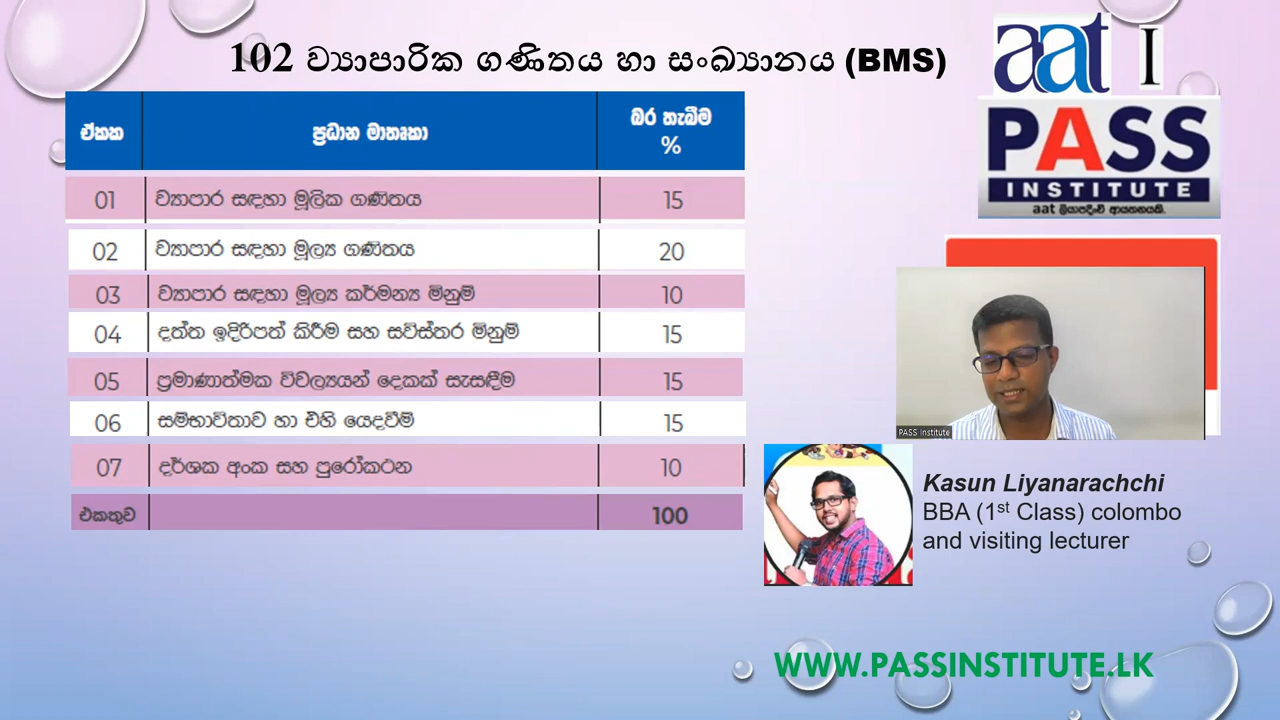 102 ව්‍යාපාරික ගණිතය හා සංඛ්‍යානය (BMS)
aat I
PASS
INSTITUTE
aat ලියාපදිංචි ආයතනයකි.
ඒකක ප්‍රධාන මාතෘකා බර තැබීම %
01 ව්‍යාපාර සඳහා මූලික ගණිතය 15
02 ව්‍යාපාර සඳහා මූල්‍ය ගණිතය 20
03 ව්‍යාපාර සඳහා මූල්‍ය කර්මන්‍ය මිනුම් 10
04 දත්ත ඉදිරිපත් කිරීම සහ සවිස්තර මිනුම් 15
05 ප්‍රමාණාත්මක විචල්‍යයන් දෙකක් සැසඳීම 15
06 සම්භාවිතාව හා එහි යෙදවීම් 15
07 දර්ශක අංක සහ පුරෝකථන 10
එකතුව 100
PASS Institute
Kasun Liyanarachchi
BBA (1st Class) colombo
and visiting lecturer
WWW.PASSINSTITUTE.LK